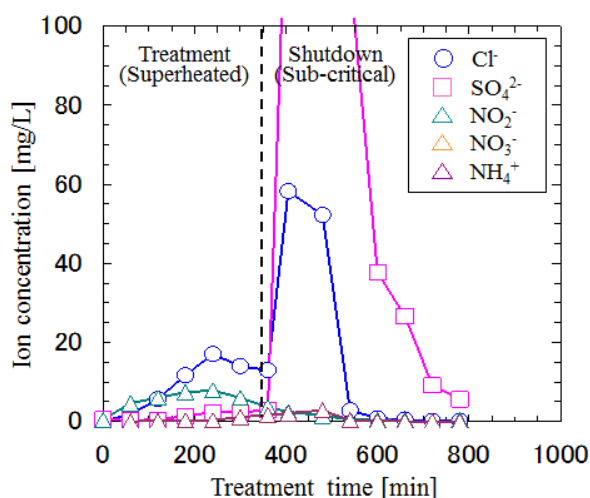 Treatment
(Superheated)
Shutdown
(Sub-critical)
Cl⁻
SO₄²⁻
NO₂⁻
NO₃⁻
NH₄⁺
Ion concentration [mg/L]
100
80
60
40
20
0
0 200 400 600 800 1000
Treatment time [min]